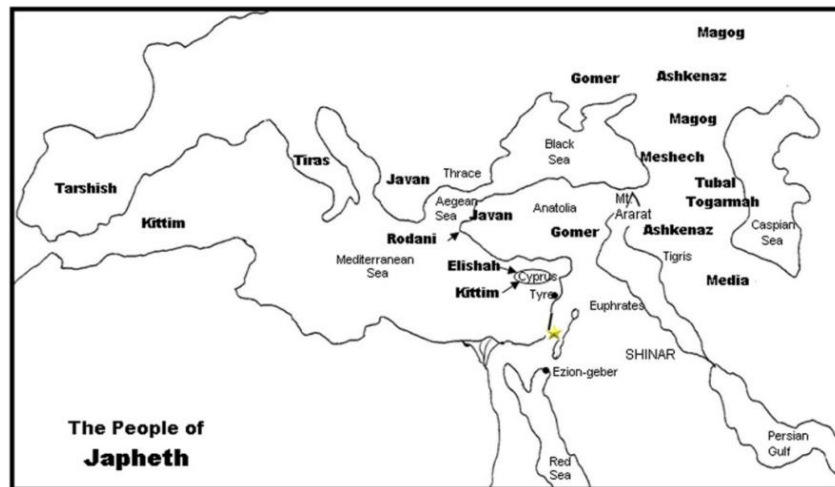 Magog
Gomer
Ashkenaz
Magog
Black
Sea
Meshech
Tiras
Javan
Thrace
Tarshish
Tubal
Togarmah
Mt.
Ararat
Aegean
Sea
Javan
Anatolia
Kittim
Gomer
Ashkenaz
Caspian
Sea
Rodani
Mediterranean
Sea
Tigris
Elishah
Cyprus
Media
Kittim
Tyre
Euphrates
SHINAR
Ezion-geber
The People of
Japheth
Persian
Gulf
Red
Sea